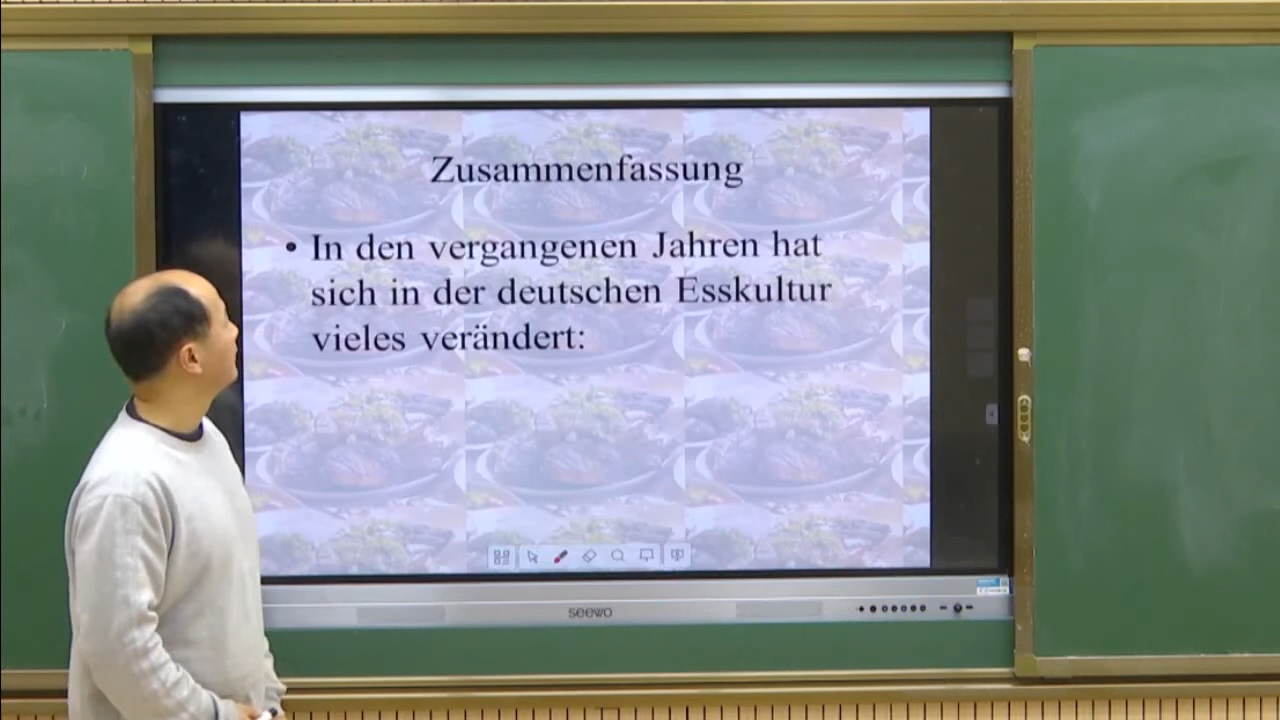 Zusammenfassung
• In den vergangenen Jahren hat
sich in der deutschen Esskultur
vieles verändert:
seewo